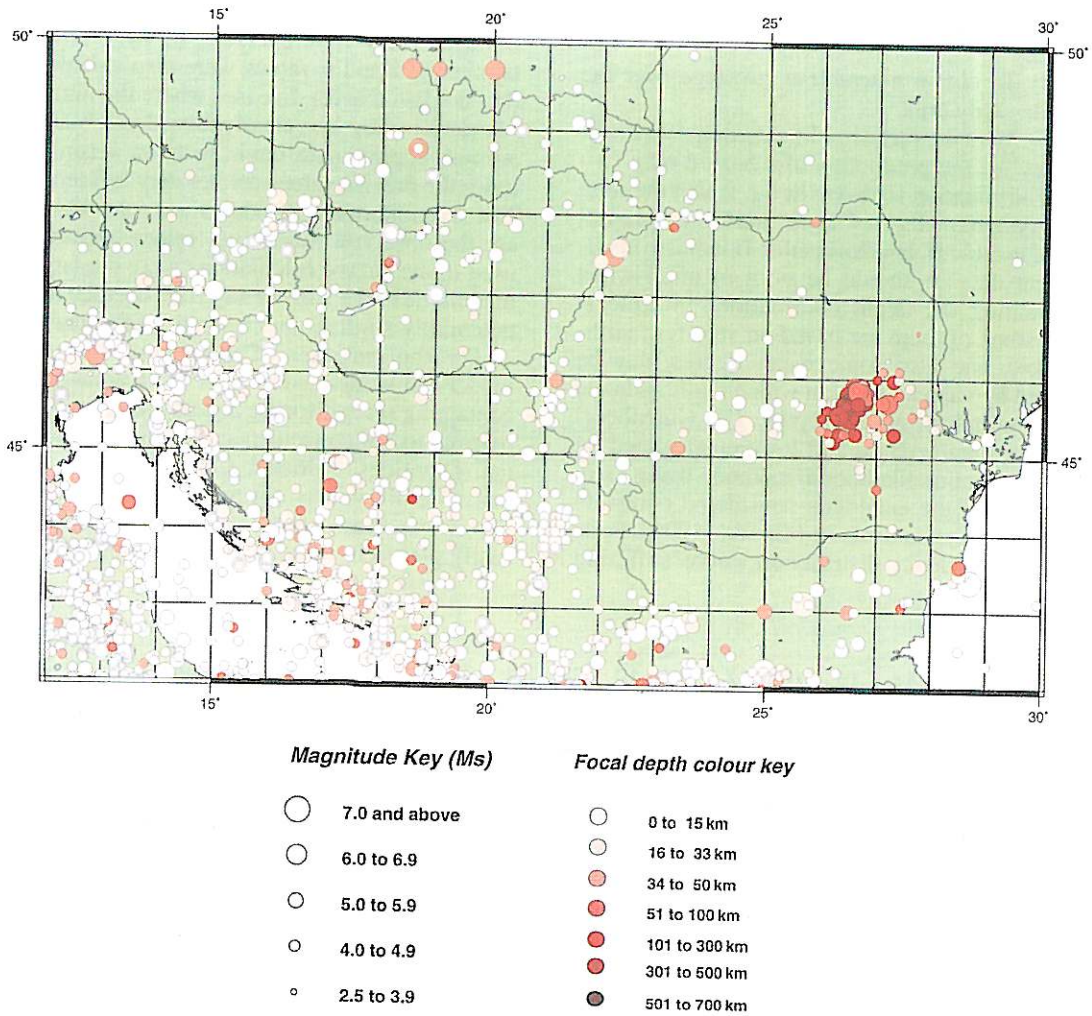 15˚ 20˚ 25˚ 30˚
50˚ 50˚
45˚ 45˚
15˚ 20˚ 25˚ 30˚
Magnitude Key (Ms)
7.0 and above
6.0 to 6.9
5.0 to 5.9
4.0 to 4.9
2.5 to 3.9
Focal depth colour key
0 to 15 km
16 to 33 km
34 to 50 km
51 to 100 km
101 to 300 km
301 to 500 km
501 to 700 km